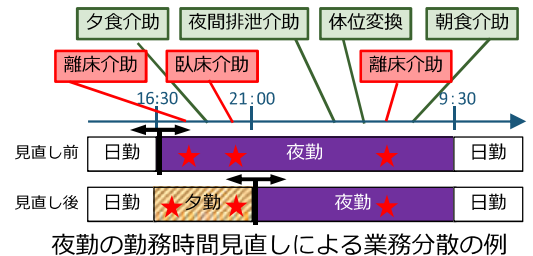 夕食介助 夜間排泄介助 体位変換 朝食介助
離床介助 臥床介助 離床介助
16:30 21:00 9:30
見直し前 日勤 夜勤 日勤
見直し後 日勤 夕勤 夜勤 日勤
夜勤の勤務時間見直しによる業務分散の例